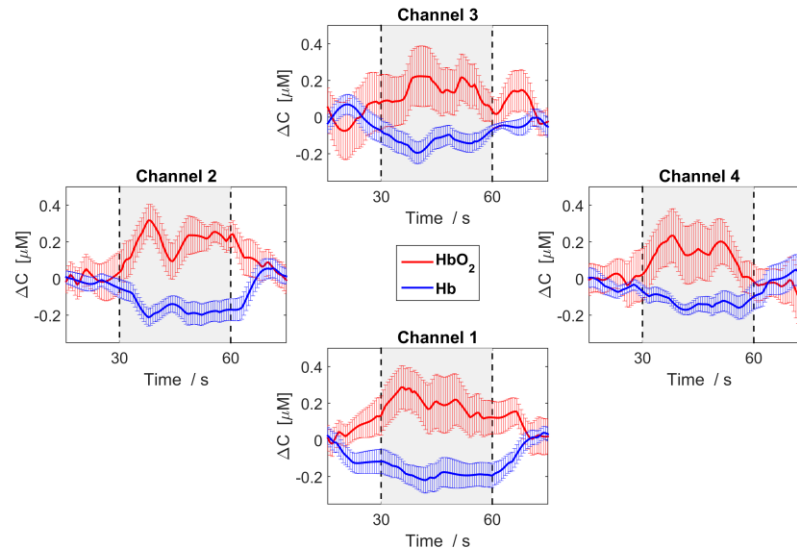 Channel 3
0.4
0.2
0
-0.2
ΔC [μM]
30
60
Time / s
Channel 2
0.4
0.2
0
-0.2
ΔC [μM]
30
60
Time / s
HbO₂
Hb
Channel 4
0.4
0.2
0
-0.2
ΔC [μM]
30
60
Time / s
Channel 1
0.4
0.2
0
-0.2
ΔC [μM]
30
60
Time / s